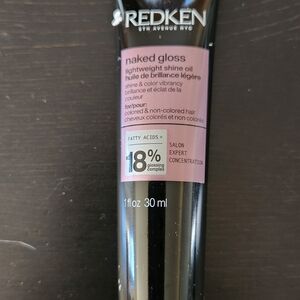 REDKEN
5TH AVENUE NYC
naked gloss
lightweight shine oil
huile de brillance légère
shine & color vibrancy
brillance et éclat de la
couleur
for/pour:
colored & non-colored hair
cheveux colorés et non colorés
FATTY ACIDS +
18%
glossing
complex
SALON
EXPERT
CONCENTRATION
1 fl oz 30 ml